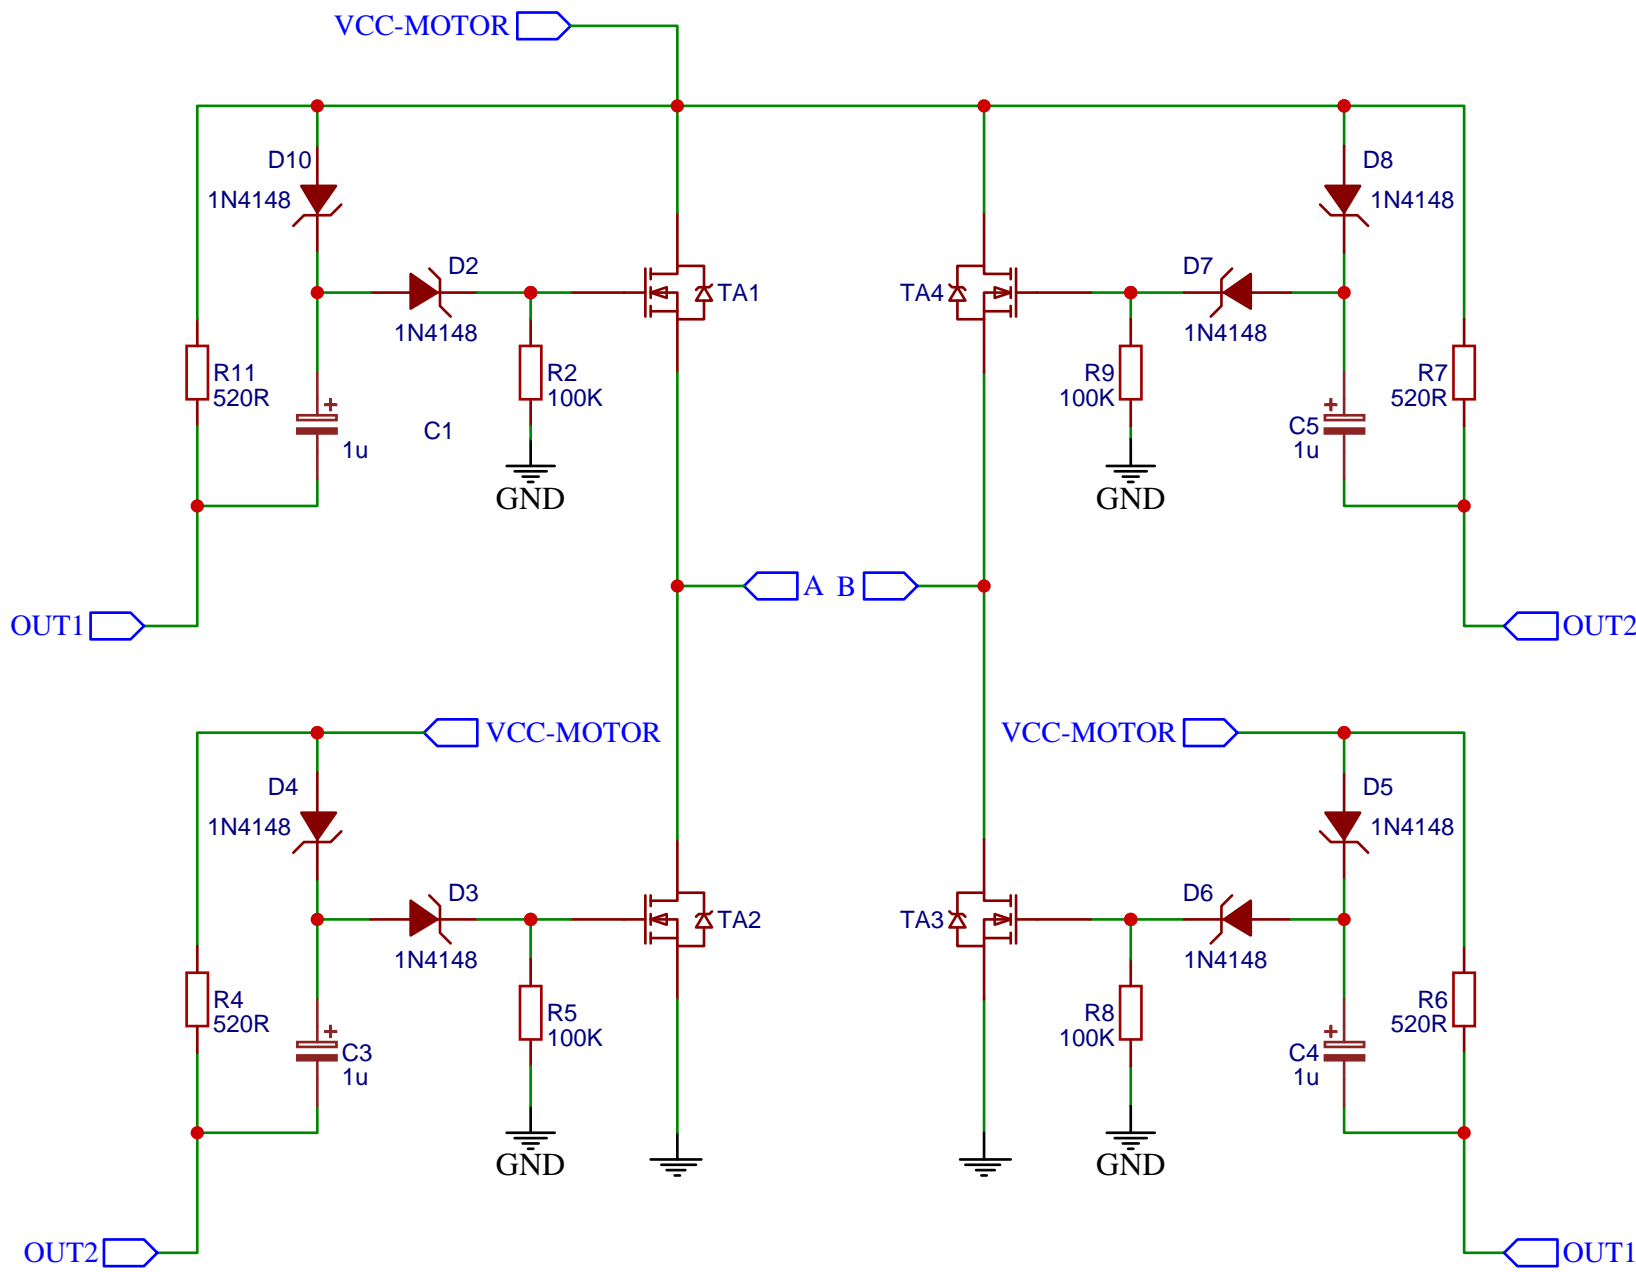 VCC-MOTOR
D10
1N4148
D8
1N4148
D2
1N4148
TA1
TA4
D7
1N4148
R11
520R
R2
100K
R9
100K
R7
520R
C1
1u
C5
1u
GND
GND
A
B
OUT1
OUT2
VCC-MOTOR
VCC-MOTOR
D4
1N4148
D5
1N4148
D3
1N4148
TA2
TA3
D6
1N4148
R4
520R
R5
100K
R8
100K
R6
520R
C3
1u
C4
1u
GND
GND
OUT2
OUT1